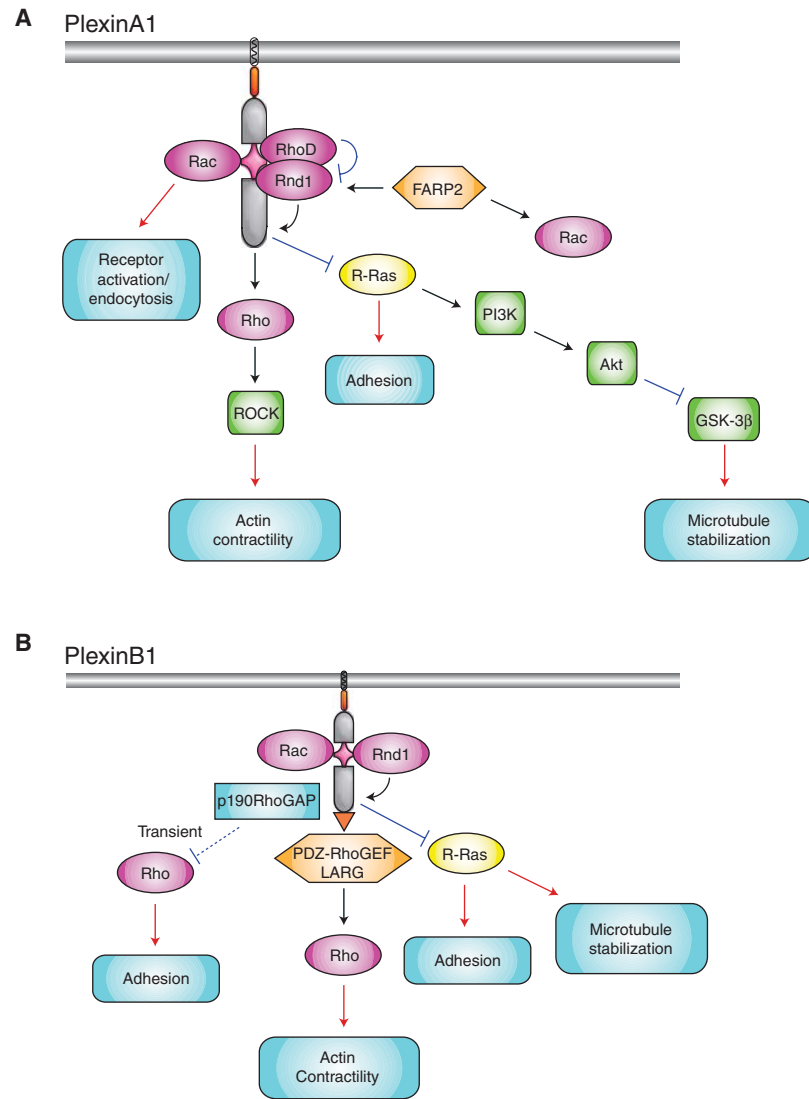 A
PlexinA1
RhoD
Rac
Rnd1
FARP2
Rac
Receptor
activation/
endocytosis
R-Ras
Rho
PI3K
Adhesion
Akt
ROCK
GSK-3β
Actin
contractility
Microtubule
stabilization
B
PlexinB1
Rac
Rnd1
p190RhoGAP
Transient
PDZ-RhoGEF
LARG
R-Ras
Rho
Microtubule
stabilization
Rho
Adhesion
Adhesion
Actin
Contractility